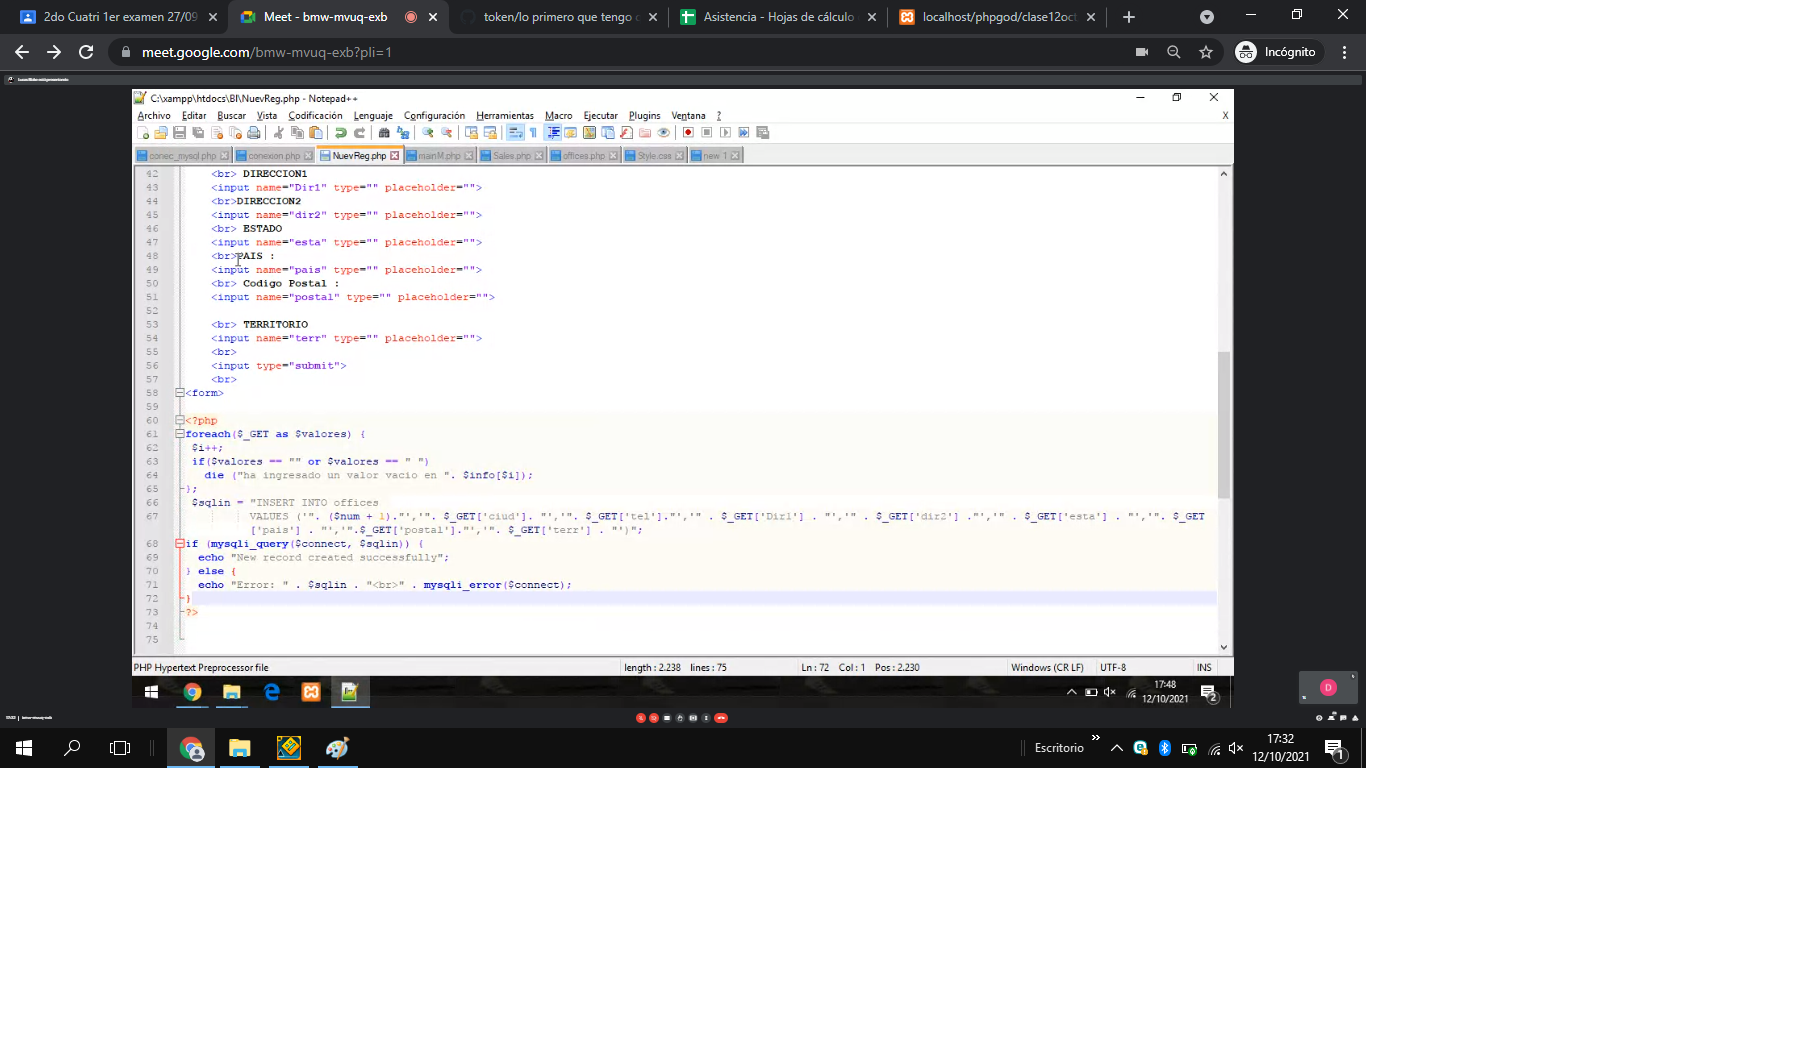 2do Cuatri 1er examen 27/09
Meet - bmw-mvuq-exb
token/lo primero que tengo
Asistencia - Hojas de cálculo
localhost/phpgod/clase12oct
meet.google.com/bmw-mvuq-exb?pli=1
Incógnito
C:\xampp\htdocs\BI\NuevReg.php - Notepad++
Archivo Editar Buscar Vista Codificación Lenguaje Configuración Herramientas Macro Ejecutar Plugins Ventana ? X
conec_mysql.php conexion.php NuevReg.php mainM.php Sales.php offices.php Style.css new 1
42 <br> DIRECCION1
43 <input name="Dir1" type="" placeholder="">
44 <br>DIRECCION2
45 <input name="dir2" type="" placeholder="">
46 <br> ESTADO
47 <input name="esta" type="" placeholder="">
48 <br>PAIS :
49 <input name="pais" type="" placeholder="">
50 <br> Codigo Postal :
51 <input name="postal" type="" placeholder="">
52
53 <br> TERRITORIO
54 <input name="terr" type="" placeholder="">
55 <br>
56 <input type="submit">
57 <br>
58 <form>
59
60 <?php
61 foreach($_GET as $valores) {
62 $i++;
63 if($valores == "" or $valores == " ")
64 die ("ha ingresado un valor vacio en ". $info[$i]);
65 };
66 $sqlin = "INSERT INTO offices
67 VALUES ('". ($num + 1)."','". $_GET['ciud']. "','". $_GET['tel']."','" . $_GET['Dir1'] . "','" . $_GET['dir2'] ."','" . $_GET['esta'] . "','". $_GET
['pais'] . "','".$_GET['postal']."','". $_GET['terr'] . "')";
68 if (mysqli_query($connect, $sqlin)) {
69 echo "New record created successfully";
70 } else {
71 echo "Error: " . $sqlin . "<br>" . mysqli_error($connect);
72 }
73 ?>
74
75
PHP Hypertext Preprocessor file length : 2.238 lines : 75 Ln : 72 Col : 1 Pos : 2.230 Windows (CR LF) UTF-8 INS
17:48
12/10/2021
2
D
Escritorio
17:32
12/10/2021
1